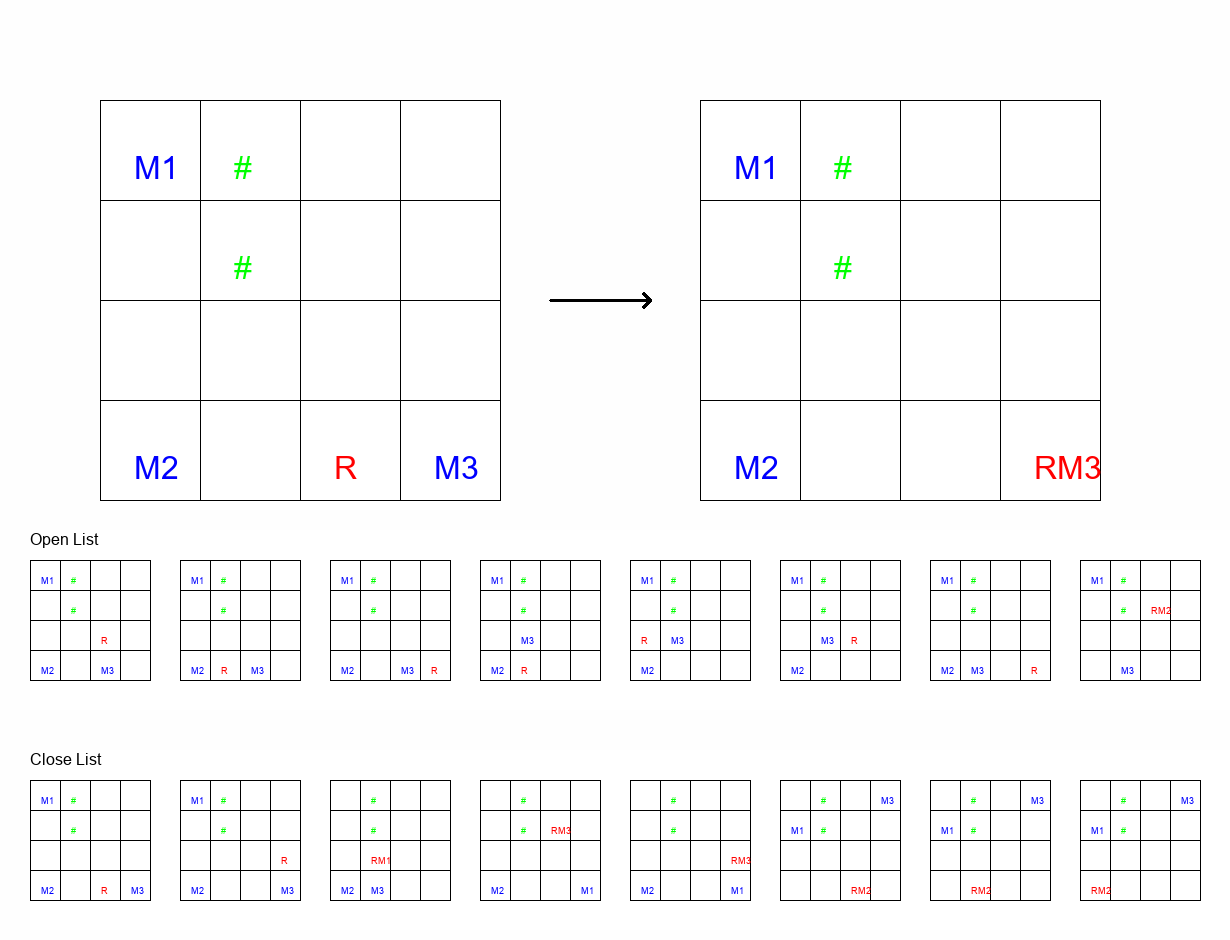 M1 # M1 #
# #
M2 R M3 M2 RM3
Open List
M1 # M1 # M1 # M1 # M1 # M1 # M1 # M1 #
# # # # # # # # RM2
R M3 R M3 M3 R
M2 M3 M2 R M3 M2 M3 R M2 R M2 M2 M2 M3 R M3
Close List
M1 # M1 # # # # # M3 # M3 # M3
# # # # RM3 # M1 # M1 # M1 #
R RM1 RM3
M2 R M3 M2 M3 M2 M3 M2 M1 M2 M1 RM2 RM2 RM2